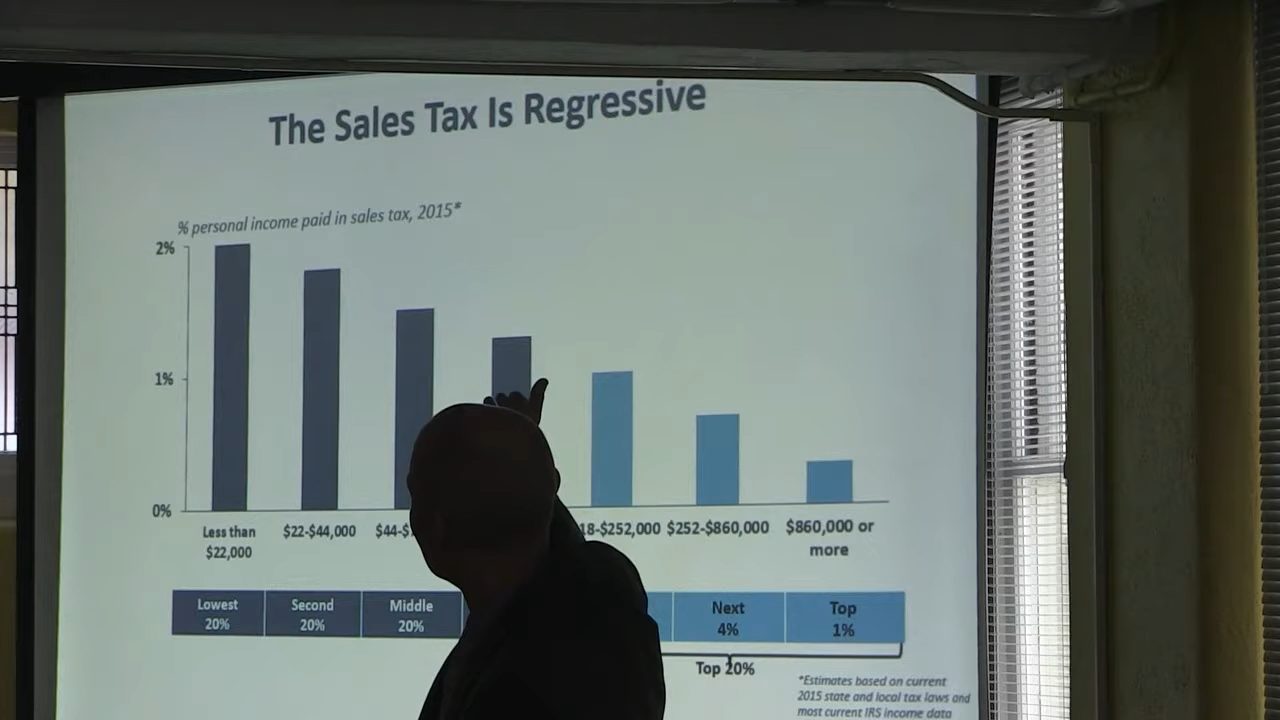 The Sales Tax Is Regressive
% personal income paid in sales tax, 2015*
2%
1%
0%
Less than
$22,000
$22-$44,000
$44-$
18-$252,000
$252-$860,000
$860,000 or
more
Lowest
20%
Second
20%
Middle
20%
Next
4%
Top
1%
Top 20%
*Estimates based on current
2015 state and local tax laws and
most current IRS income data